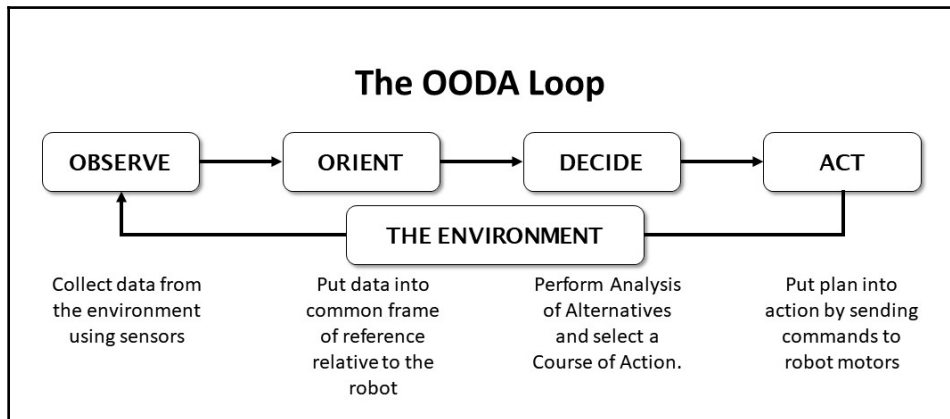 The OODA Loop
OBSERVE
ORIENT
DECIDE
ACT
THE ENVIRONMENT
Collect data from
the environment
using sensors
Put data into
common frame
of reference
relative to the
robot
Perform Analysis
of Alternatives
and select a
Course of Action.
Put plan into
action by sending
commands to
robot motors